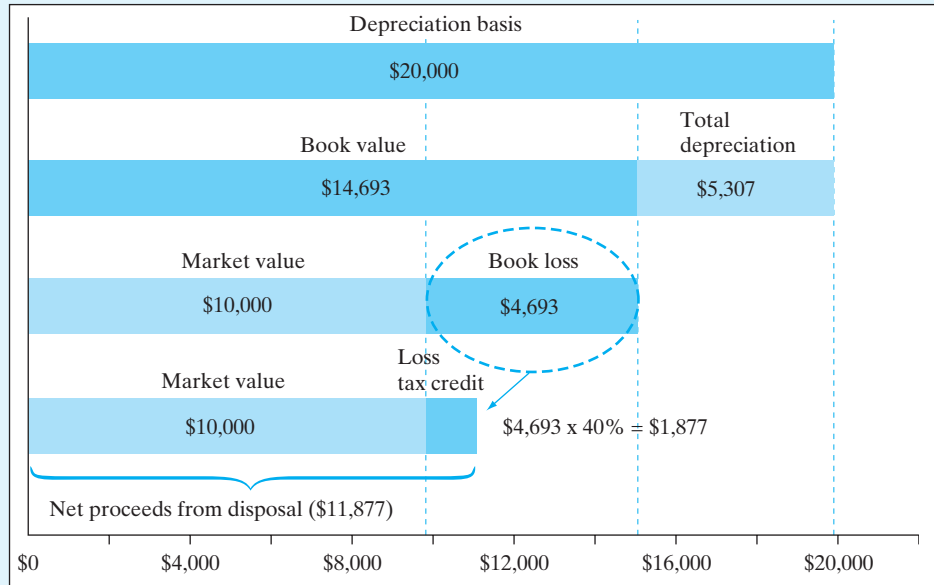 Depreciation basis
$20,000
Total
depreciation
Book value
$14,693
$5,307
Market value
Book loss
$10,000
$4,693
Loss
tax credit
Market value
$10,000
$4,693 x 40% = $1,877
Net proceeds from disposal ($11,877)
$0
$4,000
$8,000
$12,000
$16,000
$20,000